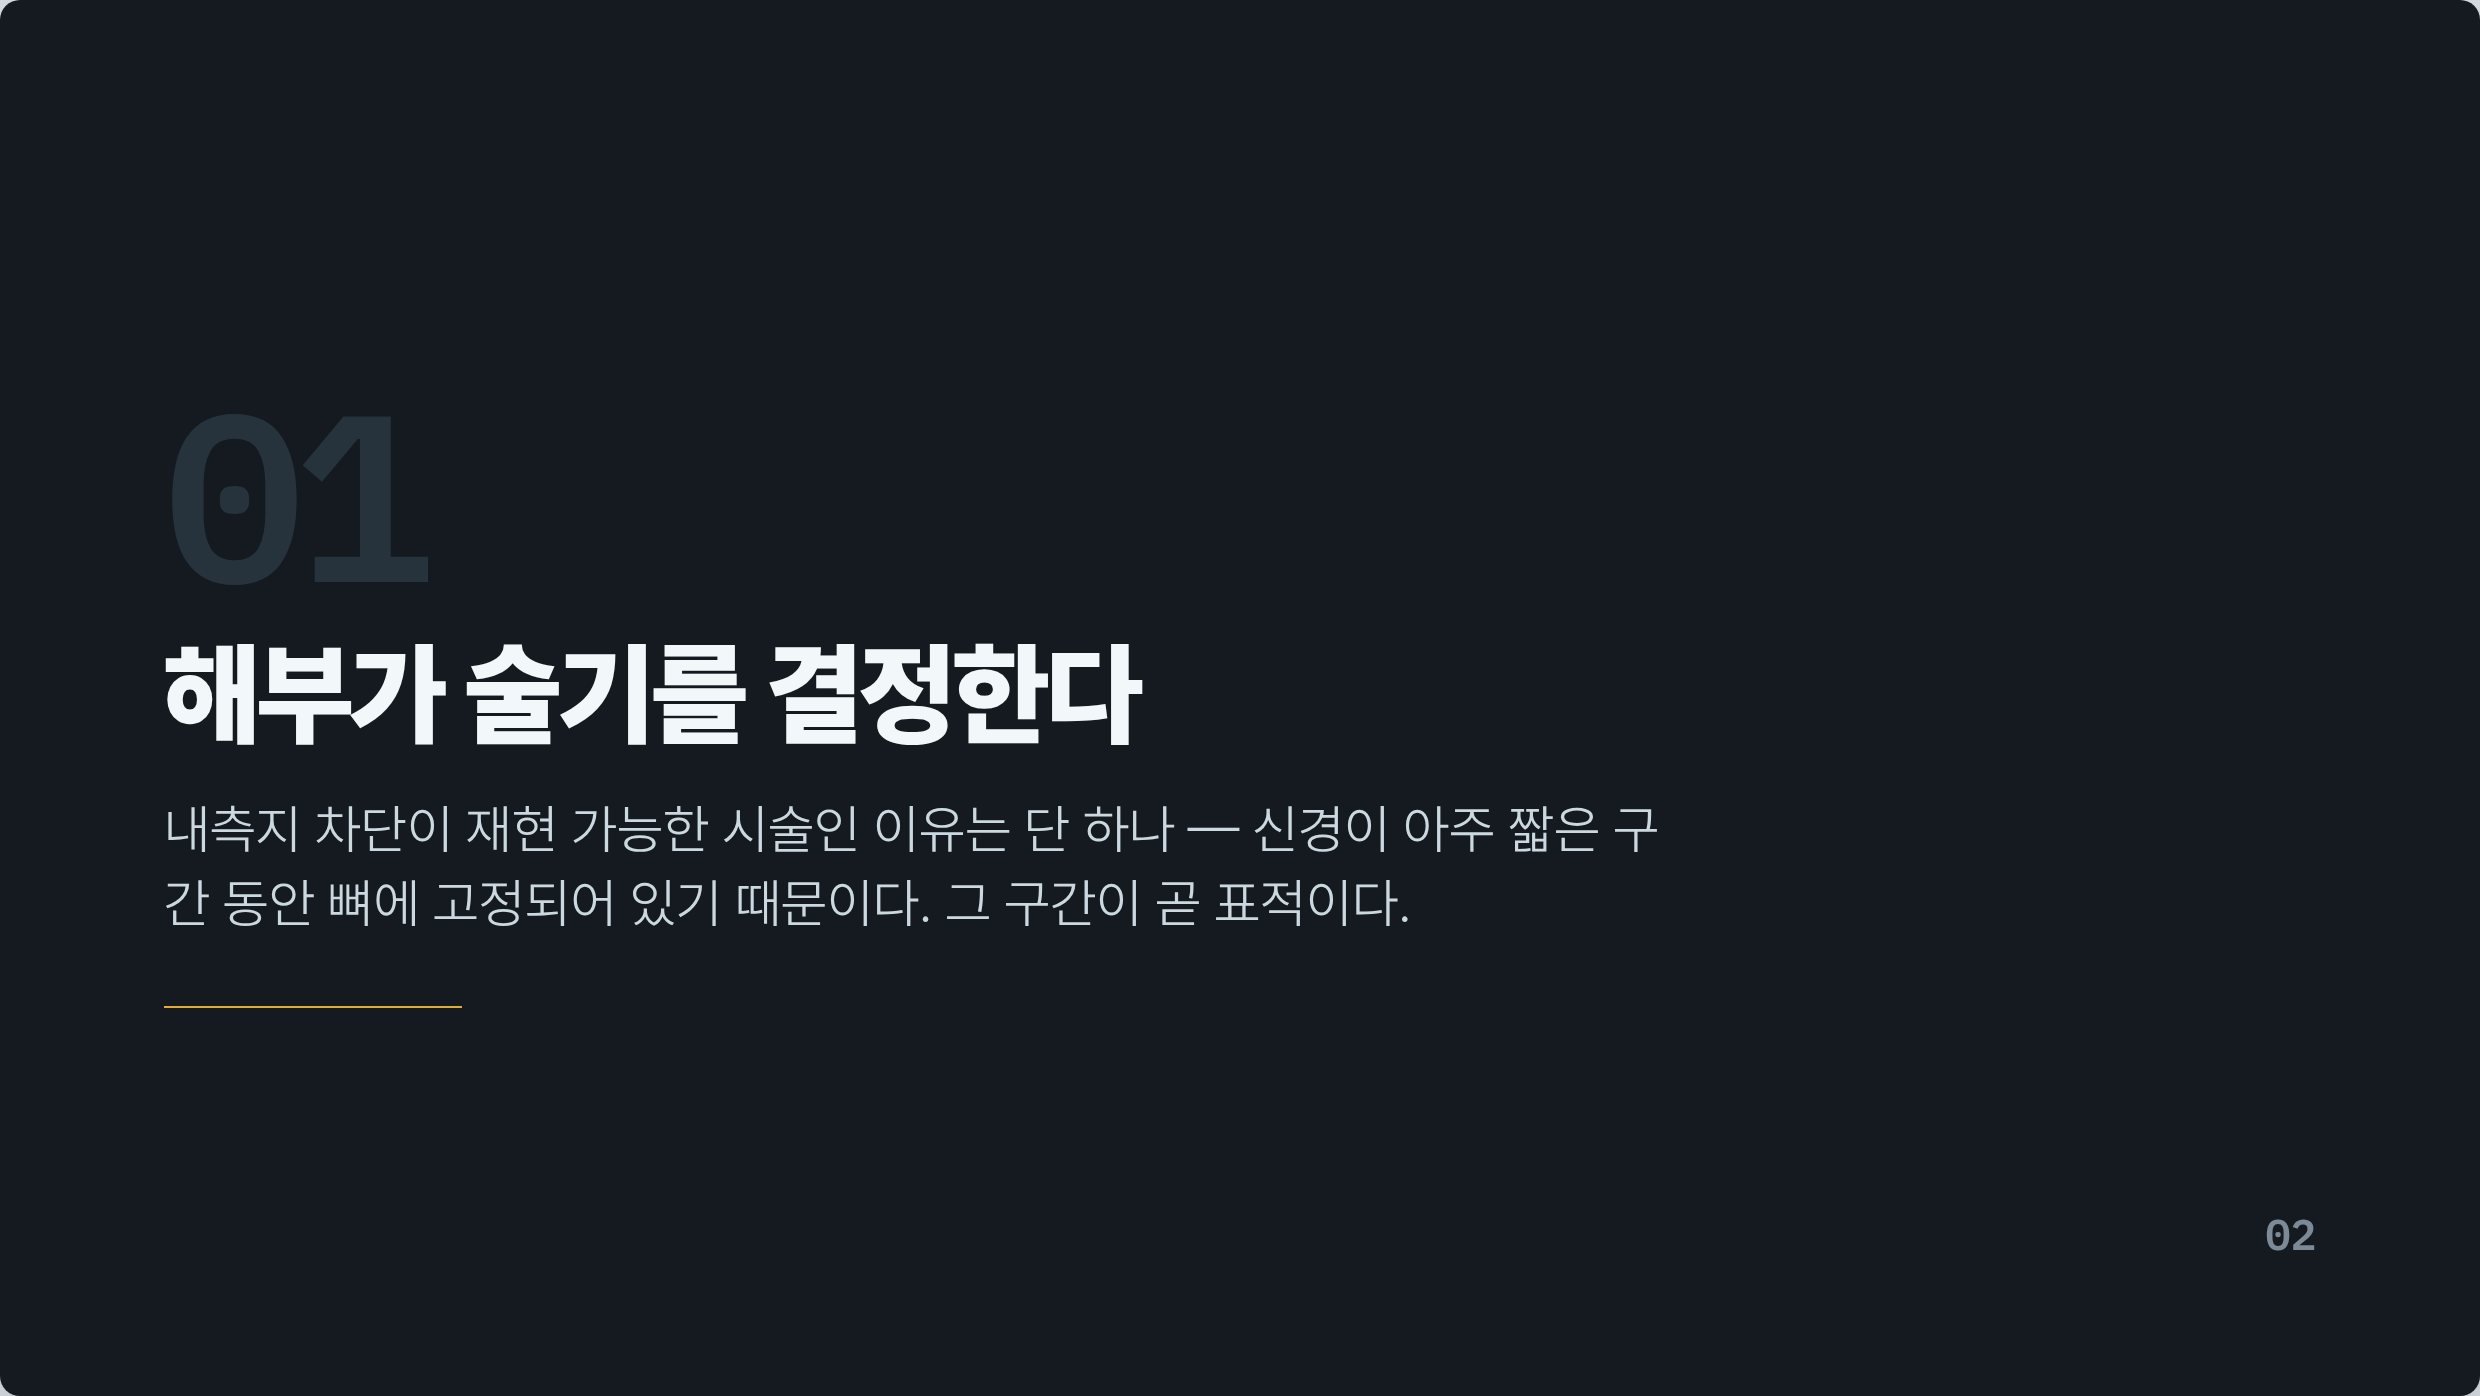 01
해부가 술기를 결정한다
내측지 차단이 재현 가능한 시술인 이유는 단 하나 — 신경이 아주 짧은 구
간 동안 뼈에 고정되어 있기 때문이다. 그 구간이 곧 표적이다.
02